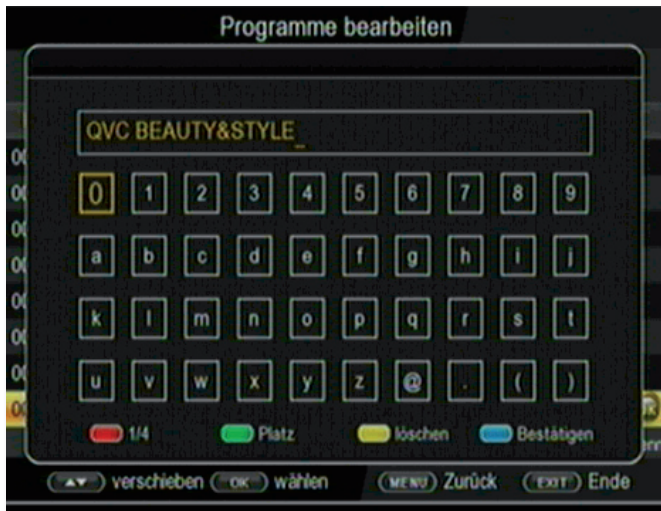 Programme bearbeiten
QVC BEAUTY&STYLE_
0 1 2 3 4 5 6 7 8 9
a b c d e f g h i j
k l m n o p q r s t
u v w x y z @ . ( )
1/4 Platz löschen Bestätigen
verschieben OK wählen MENU Zurück EXIT Ende